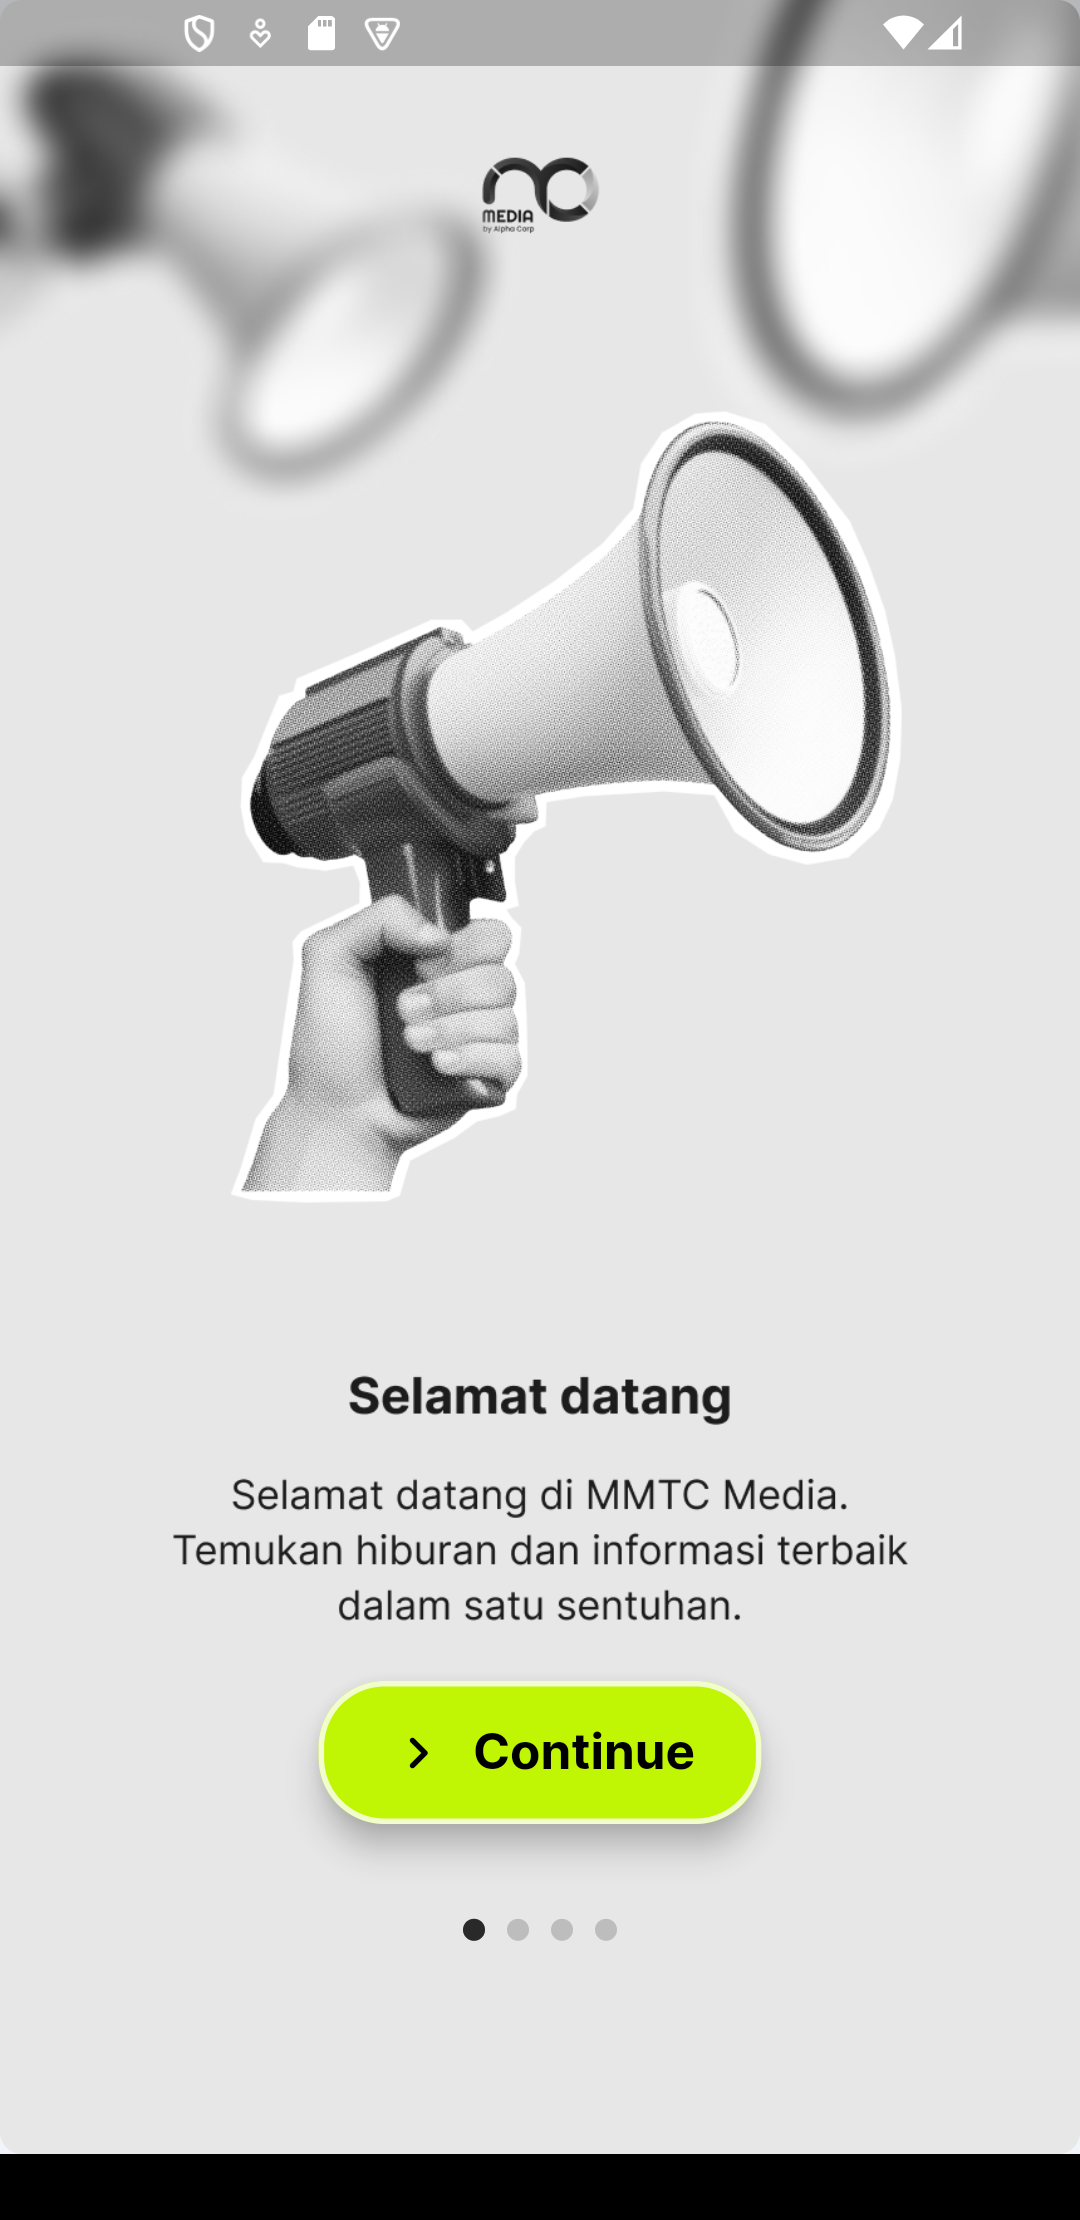 MEDIA
by Alpha Corp
Selamat datang
Selamat datang di MMTC Media.
Temukan hiburan dan informasi terbaik
dalam satu sentuhan.
Continue